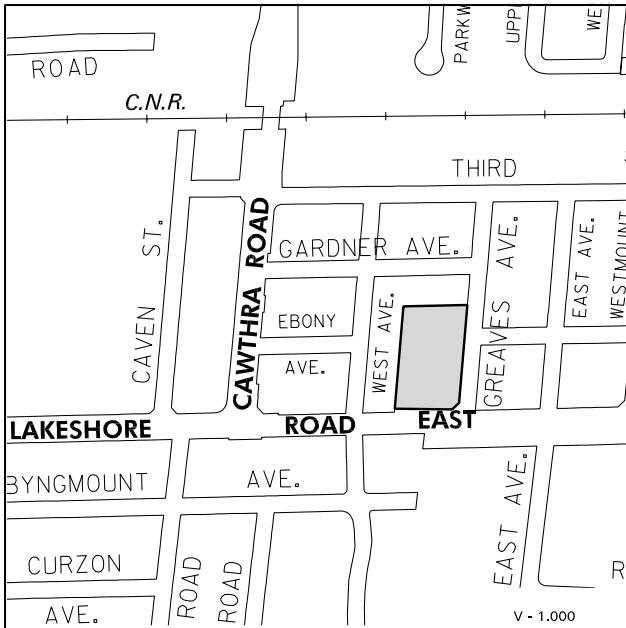 ROAD
PARKW
UPPE
WE
C.N.R.
THIRD
CAVEN ST.
CAWTHRA ROAD
GARDNER AVE.
EBONY
AVE.
WEST AVE.
GREAVES AVE.
EAST AVE.
WESTMOUNT
LAKESHORE ROAD EAST
BYNGMOUNT AVE.
EAST AVE.
CURZON
AVE.
ROAD
ROAD
R
V - 1.000